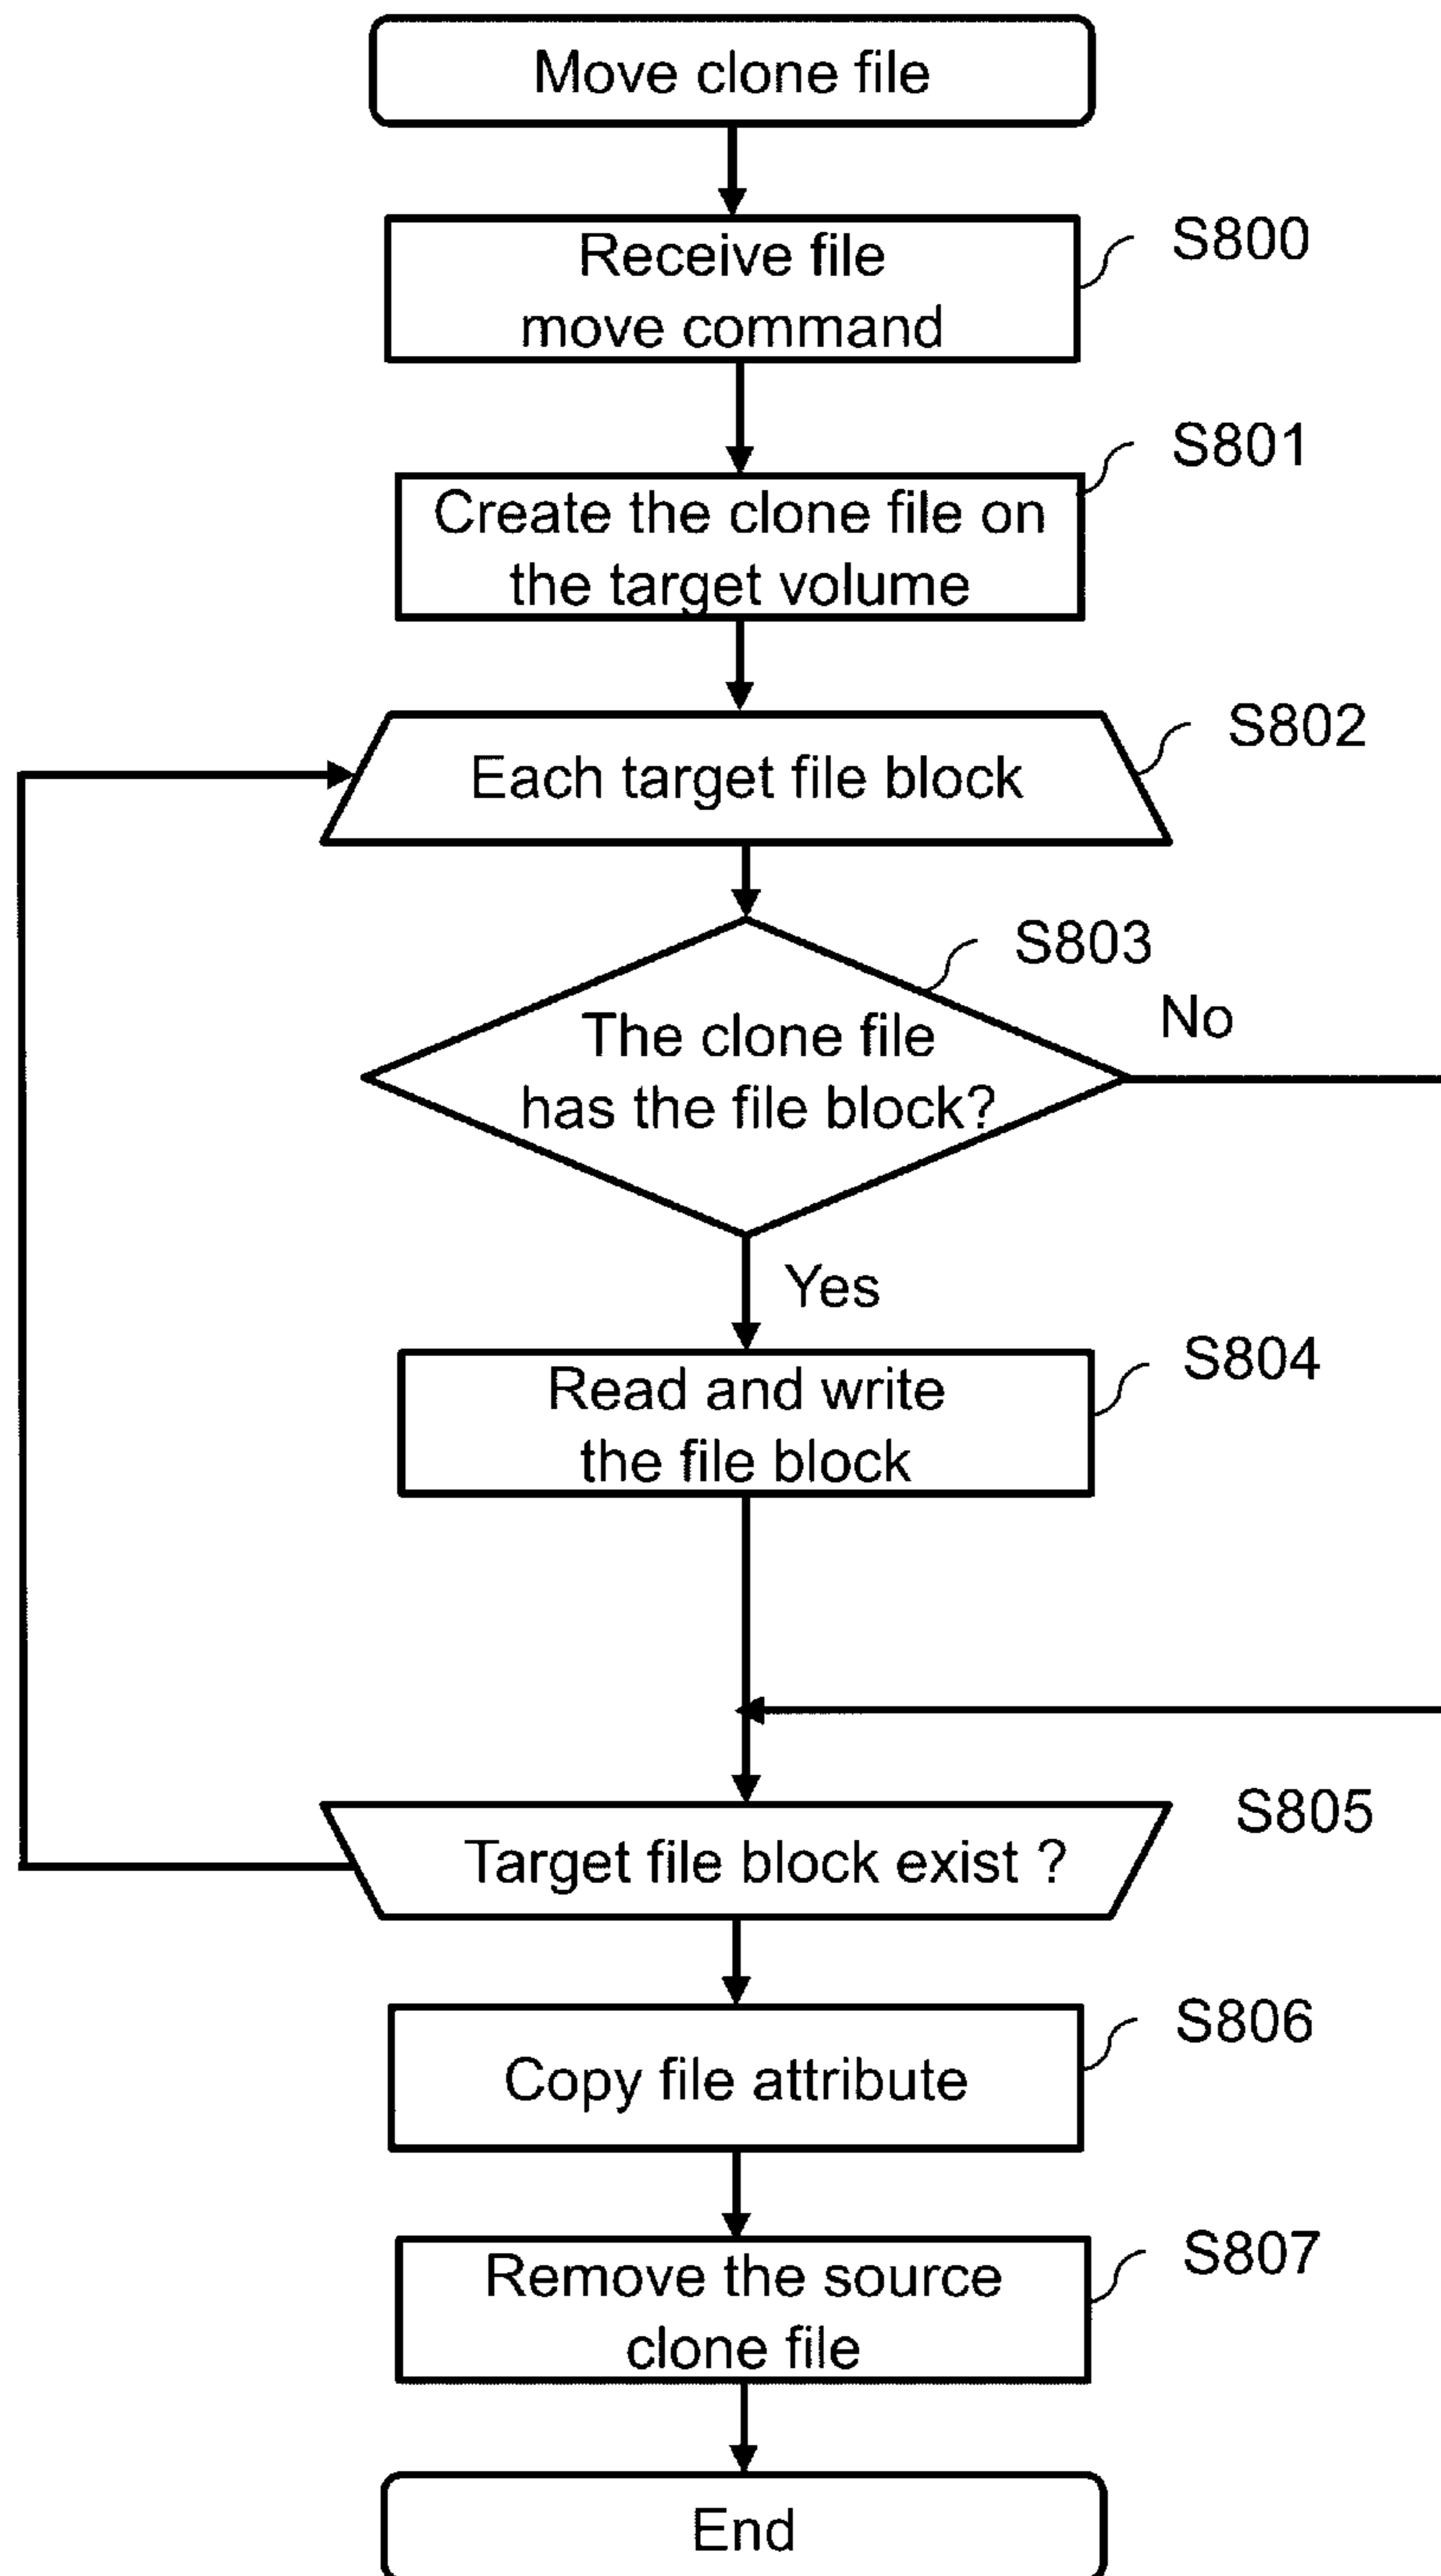 Move clone file
Receive file
move command
S800
Create the clone file on
the target volume
S801
Each target file block
S802
The clone file
has the file block?
S803
No
Yes
Read and write
the file block
S804
Target file block exist ?
S805
Copy file attribute
S806
Remove the source
clone file
S807
End